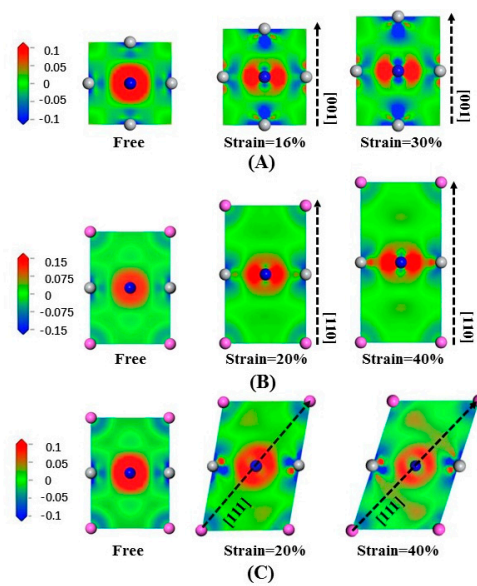 0.1
0.05
0
-0.05
-0.1
[100]
[100]
Free
Strain=16%
Strain=30%
(A)
0.15
0.075
0
-0.075
-0.15
[110]
[110]
Free
Strain=20%
Strain=40%
(B)
0.1
0.05
0
-0.05
-0.1
[111]
[111]
Free
Strain=20%
Strain=40%
(C)